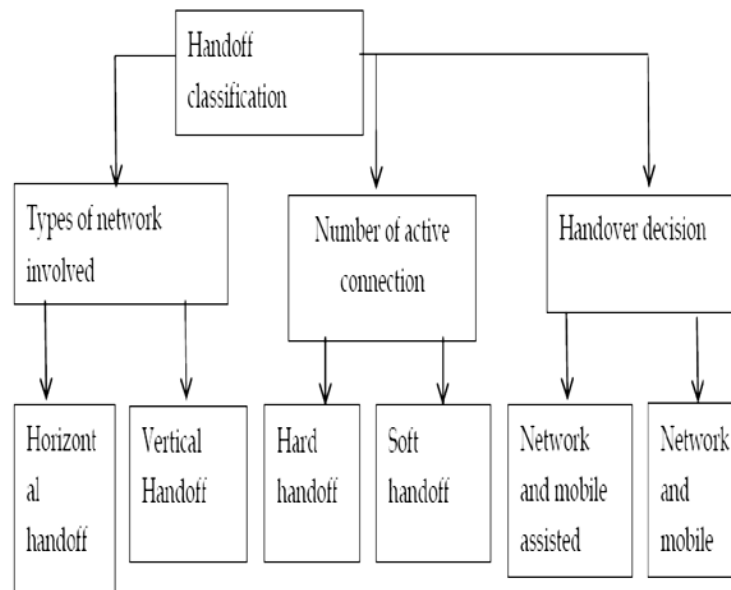 Handoff
classification
Types of network
involved
Number of active
connection
Handover decision
Horizont
al
handoff
Vertical
Handoff
Hard
handoff
Soft
handoff
Network
and mobile
assisted
Network
and
mobile